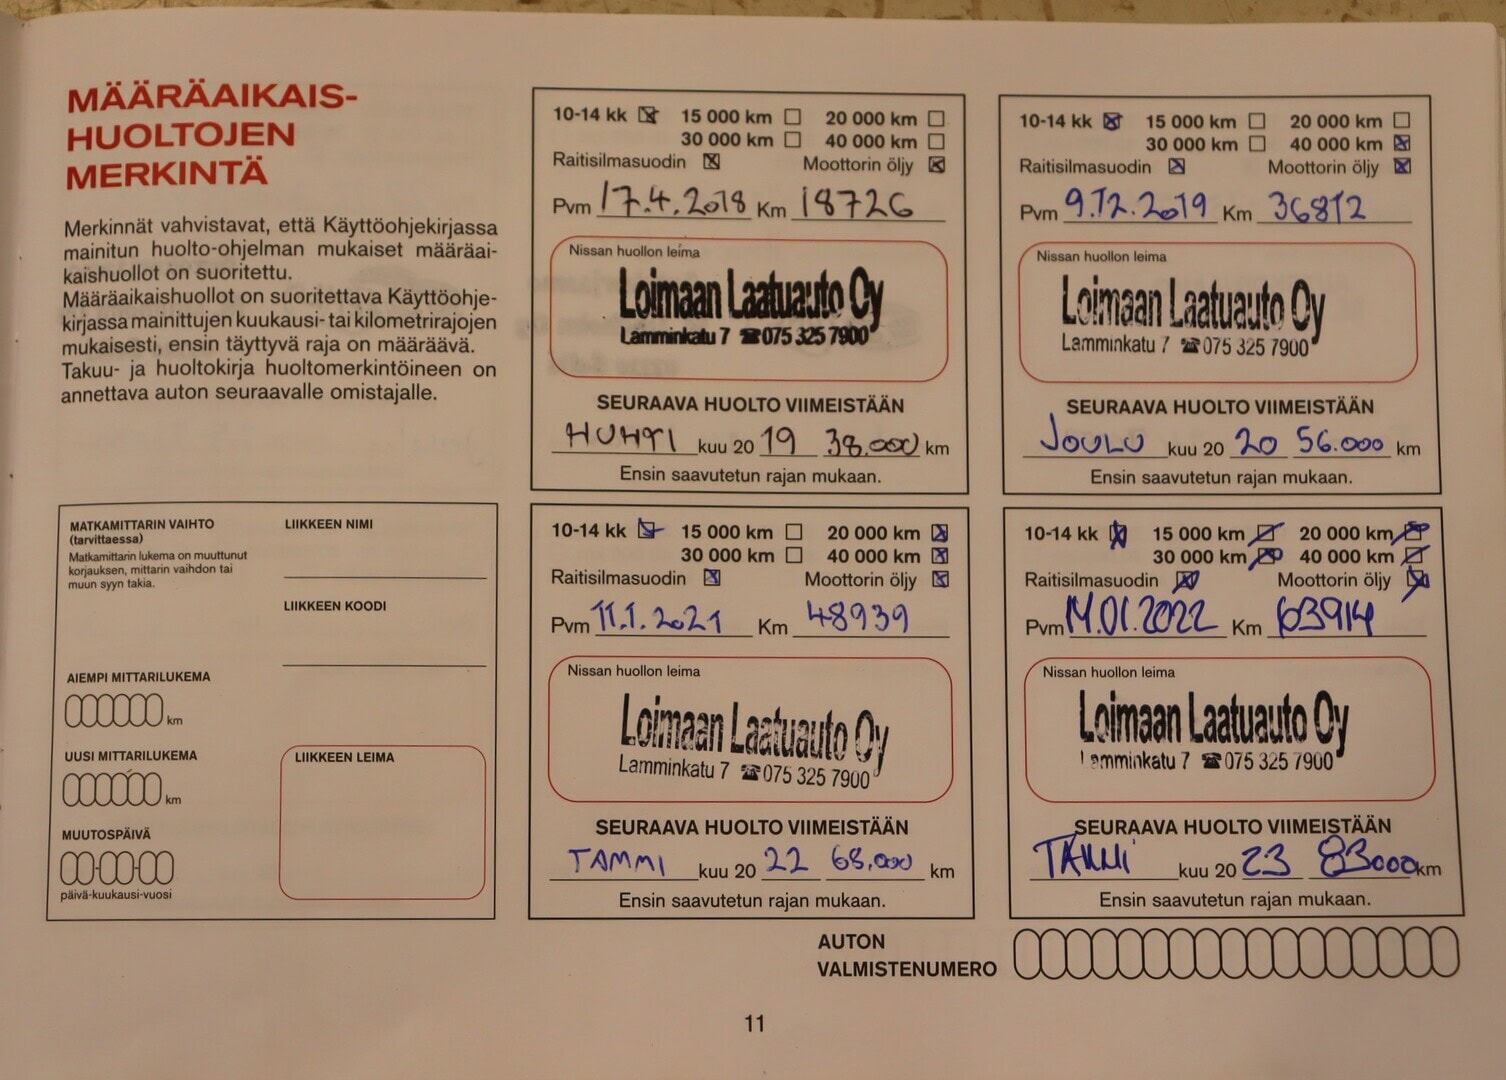 MÄÄRÄAIKAIS-
HUOLTOJEN
MERKINTÄ
Merkinnät vahvistavat, että Käyttöohjekirjassa
mainitun huolto-ohjelman mukaiset määräai-
kaishuollot on suoritettu.
Määräaikaishuollot on suoritettava Käyttöohje-
kirjassa mainittujen kuukausi- tai kilometrirajojen
mukaisesti, ensin täyttyvä raja on määräävä.
Takuu- ja huoltokirja huoltomerkintöineen on
annettava auton seuraavalle omistajalle.
MATKAMITTARIN VAIHTO
(tarvittaessa)
Matkamittarin lukema on muuttunut
korjauksen, mittarin vaihdon tai
muun syyn takia.
LIIKKEEN NIMI
LIIKKEEN KOODI
AIEMPI MITTARILUKEMA
km
UUSI MITTARILUKEMA
km
MUUTOSPÄIVÄ
päivä-kuukausi-vuosi
LIIKKEEN LEIMA
10-14 kk 15 000 km 20 000 km
30 000 km 40 000 km
Raitisilmasuodin Moottorin öljy
Pvm 17.4.2018 Km 18726
Nissan huollon leima
Loimaan Laatuauto Oy
Lamminkatu 7 ☎075 325 7900
SEURAAVA HUOLTO VIIMEISTÄÄN
HUHTI kuu 20 19 38.000 km
Ensin saavutetun rajan mukaan.
10-14 kk 15 000 km 20 000 km
30 000 km 40 000 km
Raitisilmasuodin Moottorin öljy
Pvm 9.12.2019 Km 36812
Nissan huollon leima
Loimaan Laatuauto Oy
Lamminkatu 7 ☎075 325 7900
SEURAAVA HUOLTO VIIMEISTÄÄN
JOULU kuu 20 20 56.000 km
Ensin saavutetun rajan mukaan.
10-14 kk 15 000 km 20 000 km
30 000 km 40 000 km
Raitisilmasuodin Moottorin öljy
Pvm 11.1.2021 Km 48939
Nissan huollon leima
Loimaan Laatuauto Oy
Lamminkatu 7 ☎075 325 7900
SEURAAVA HUOLTO VIIMEISTÄÄN
TAMMI kuu 20 22 68.000 km
Ensin saavutetun rajan mukaan.
10-14 kk 15 000 km 20 000 km
30 000 km 40 000 km
Raitisilmasuodin Moottorin öljy
Pvm 14.01.2022 Km 63914
Nissan huollon leima
Loimaan Laatuauto Oy
Lamminkatu 7 ☎075 325 7900
SEURAAVA HUOLTO VIIMEISTÄÄN
TAMMI kuu 20 23 83000 km
Ensin saavutetun rajan mukaan.
AUTON
VALMISTENUMERO
11